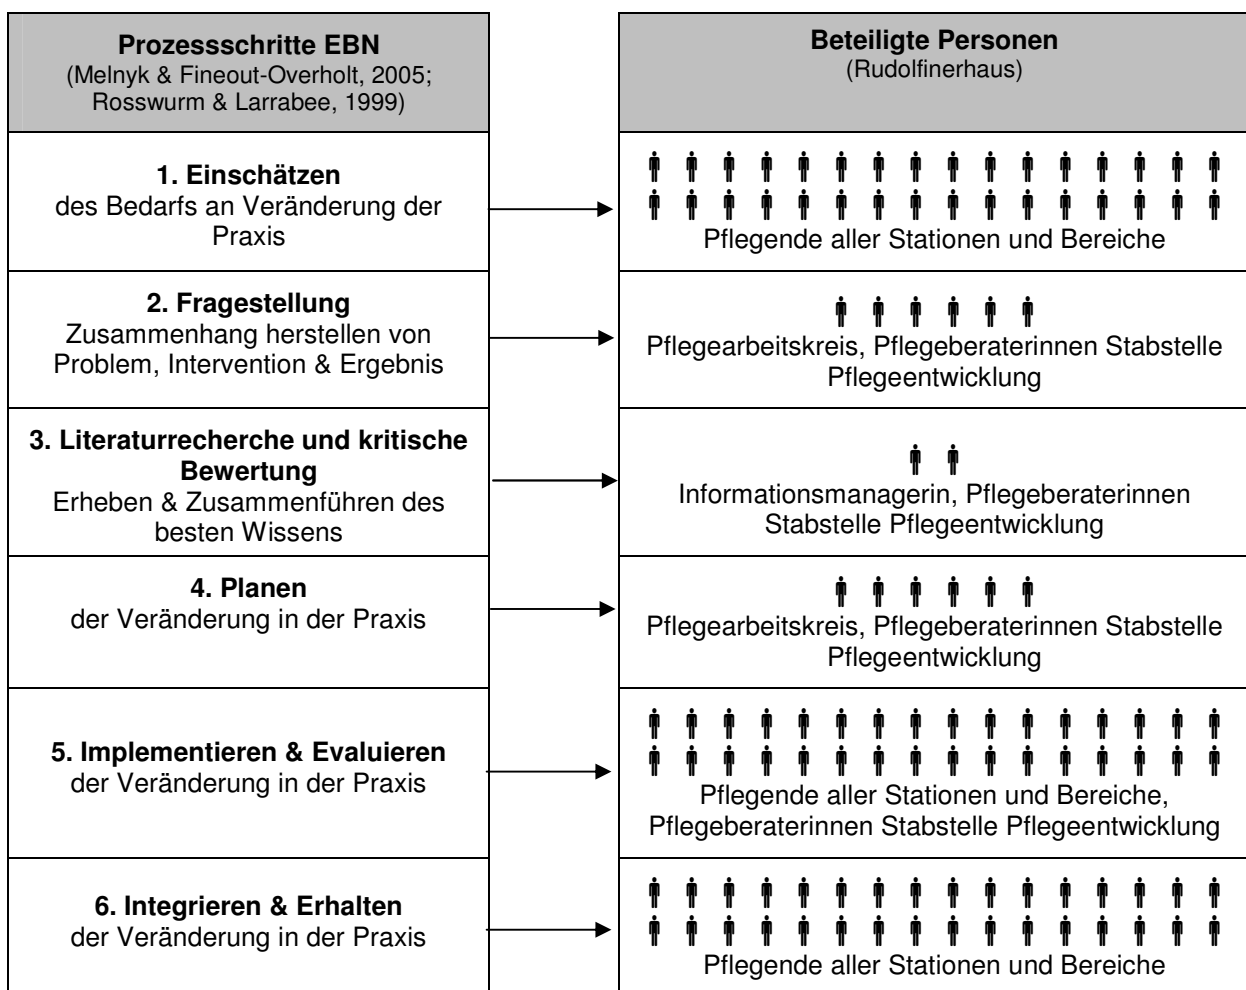 Prozessschritte EBN
(Melnyk & Fineout-Overholt, 2005;
Rosswurm & Larrabee, 1999)
Beteiligte Personen
(Rudolfinerhaus)
1. Einschätzen
des Bedarfs an Veränderung der
Praxis
Pflegende aller Stationen und Bereiche
2. Fragestellung
Zusammenhang herstellen von
Problem, Intervention & Ergebnis
Pflegearbeitskreis, Pflegeberaterinnen Stabstelle
Pflegeentwicklung
3. Literaturrecherche und kritische
Bewertung
Erheben & Zusammenführen des
besten Wissens
Informationsmanagerin, Pflegeberaterinnen
Stabstelle Pflegeentwicklung
4. Planen
der Veränderung in der Praxis
Pflegearbeitskreis, Pflegeberaterinnen Stabstelle
Pflegeentwicklung
5. Implementieren & Evaluieren
der Veränderung in der Praxis
Pflegende aller Stationen und Bereiche,
Pflegeberaterinnen Stabstelle Pflegeentwicklung
6. Integrieren & Erhalten
der Veränderung in der Praxis
Pflegende aller Stationen und Bereiche